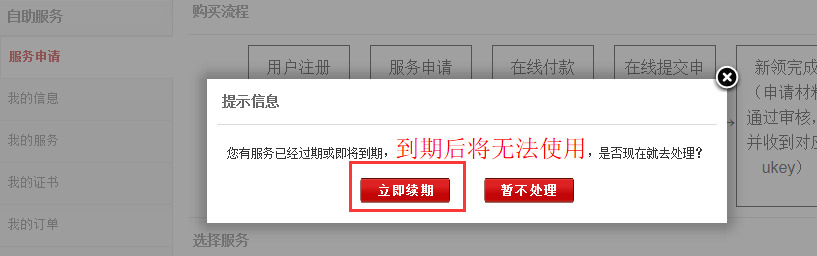 自助服务
服务申请
我的信息
我的服务
我的证书
我的订单
购买流程
用户注册
服务申请
在线付款
在线提交申
新领完成
（申请材料
通过审核，
并收到对应
ukey）
提示信息
您有服务已经过期或即将到期，到期后将无法使用，是否现在就去处理？
立即续期
暂不处理
选择服务